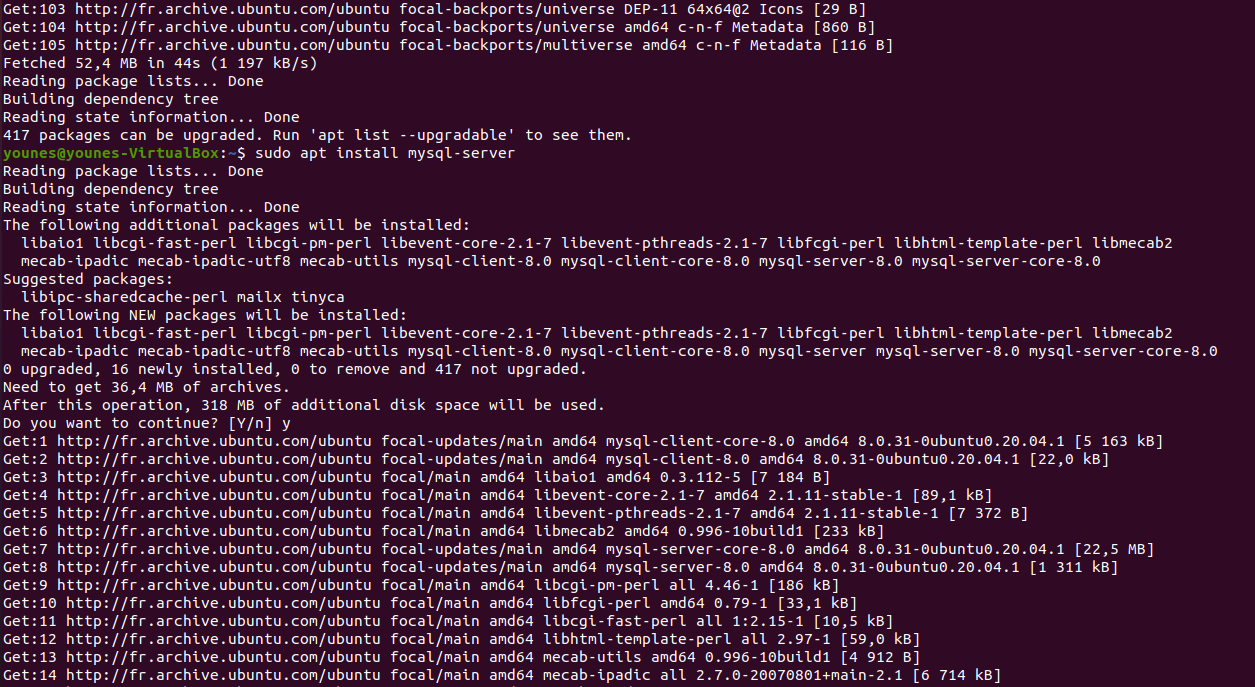 Get:103 http://fr.archive.ubuntu.com/ubuntu focal-backports/universe DEP-11 64x64@2 Icons [29 B]
Get:104 http://fr.archive.ubuntu.com/ubuntu focal-backports/universe amd64 c-n-f Metadata [860 B]
Get:105 http://fr.archive.ubuntu.com/ubuntu focal-backports/multiverse amd64 c-n-f Metadata [116 B]
Fetched 52,4 MB in 44s (1 197 kB/s)
Reading package lists... Done
Building dependency tree
Reading state information... Done
417 packages can be upgraded. Run 'apt list --upgradable' to see them.
younes@younes-VirtualBox:~$ sudo apt install mysql-server
Reading package lists... Done
Building dependency tree
Reading state information... Done
The following additional packages will be installed:
  libaio1 libcgi-fast-perl libcgi-pm-perl libevent-core-2.1-7 libevent-pthreads-2.1-7 libfcgi-perl libhtml-template-perl libmecab2
  mecab-ipadic mecab-ipadic-utf8 mecab-utils mysql-client-8.0 mysql-client-core-8.0 mysql-server-8.0 mysql-server-core-8.0
Suggested packages:
  libipc-sharedcache-perl mailx tinyca
The following NEW packages will be installed:
  libaio1 libcgi-fast-perl libcgi-pm-perl libevent-core-2.1-7 libevent-pthreads-2.1-7 libfcgi-perl libhtml-template-perl libmecab2
  mecab-ipadic mecab-ipadic-utf8 mecab-utils mysql-client-8.0 mysql-client-core-8.0 mysql-server mysql-server-8.0 mysql-server-core-8.0
0 upgraded, 16 newly installed, 0 to remove and 417 not upgraded.
Need to get 36,4 MB of archives.
After this operation, 318 MB of additional disk space will be used.
Do you want to continue? [Y/n] y
Get:1 http://fr.archive.ubuntu.com/ubuntu focal-updates/main amd64 mysql-client-core-8.0 amd64 8.0.31-0ubuntu0.20.04.1 [5 163 kB]
Get:2 http://fr.archive.ubuntu.com/ubuntu focal-updates/main amd64 mysql-client-8.0 amd64 8.0.31-0ubuntu0.20.04.1 [22,0 kB]
Get:3 http://fr.archive.ubuntu.com/ubuntu focal/main amd64 libaio1 amd64 0.3.112-5 [7 184 B]
Get:4 http://fr.archive.ubuntu.com/ubuntu focal/main amd64 libevent-core-2.1-7 amd64 2.1.11-stable-1 [89,1 kB]
Get:5 http://fr.archive.ubuntu.com/ubuntu focal/main amd64 libevent-pthreads-2.1-7 amd64 2.1.11-stable-1 [7 372 B]
Get:6 http://fr.archive.ubuntu.com/ubuntu focal/main amd64 libmecab2 amd64 0.996-10build1 [233 kB]
Get:7 http://fr.archive.ubuntu.com/ubuntu focal-updates/main amd64 mysql-server-core-8.0 amd64 8.0.31-0ubuntu0.20.04.1 [22,5 MB]
Get:8 http://fr.archive.ubuntu.com/ubuntu focal-updates/main amd64 mysql-server-8.0 amd64 8.0.31-0ubuntu0.20.04.1 [1 311 kB]
Get:9 http://fr.archive.ubuntu.com/ubuntu focal/main amd64 libcgi-pm-perl all 4.46-1 [186 kB]
Get:10 http://fr.archive.ubuntu.com/ubuntu focal/main amd64 libfcgi-perl amd64 0.79-1 [33,1 kB]
Get:11 http://fr.archive.ubuntu.com/ubuntu focal/main amd64 libcgi-fast-perl all 1:2.15-1 [10,5 kB]
Get:12 http://fr.archive.ubuntu.com/ubuntu focal/main amd64 libhtml-template-perl all 2.97-1 [59,0 kB]
Get:13 http://fr.archive.ubuntu.com/ubuntu focal/main amd64 mecab-utils amd64 0.996-10build1 [4 912 B]
Get:14 http://fr.archive.ubuntu.com/ubuntu focal/main amd64 mecab-ipadic all 2.7.0-20070801+main-2.1 [6 714 kB]